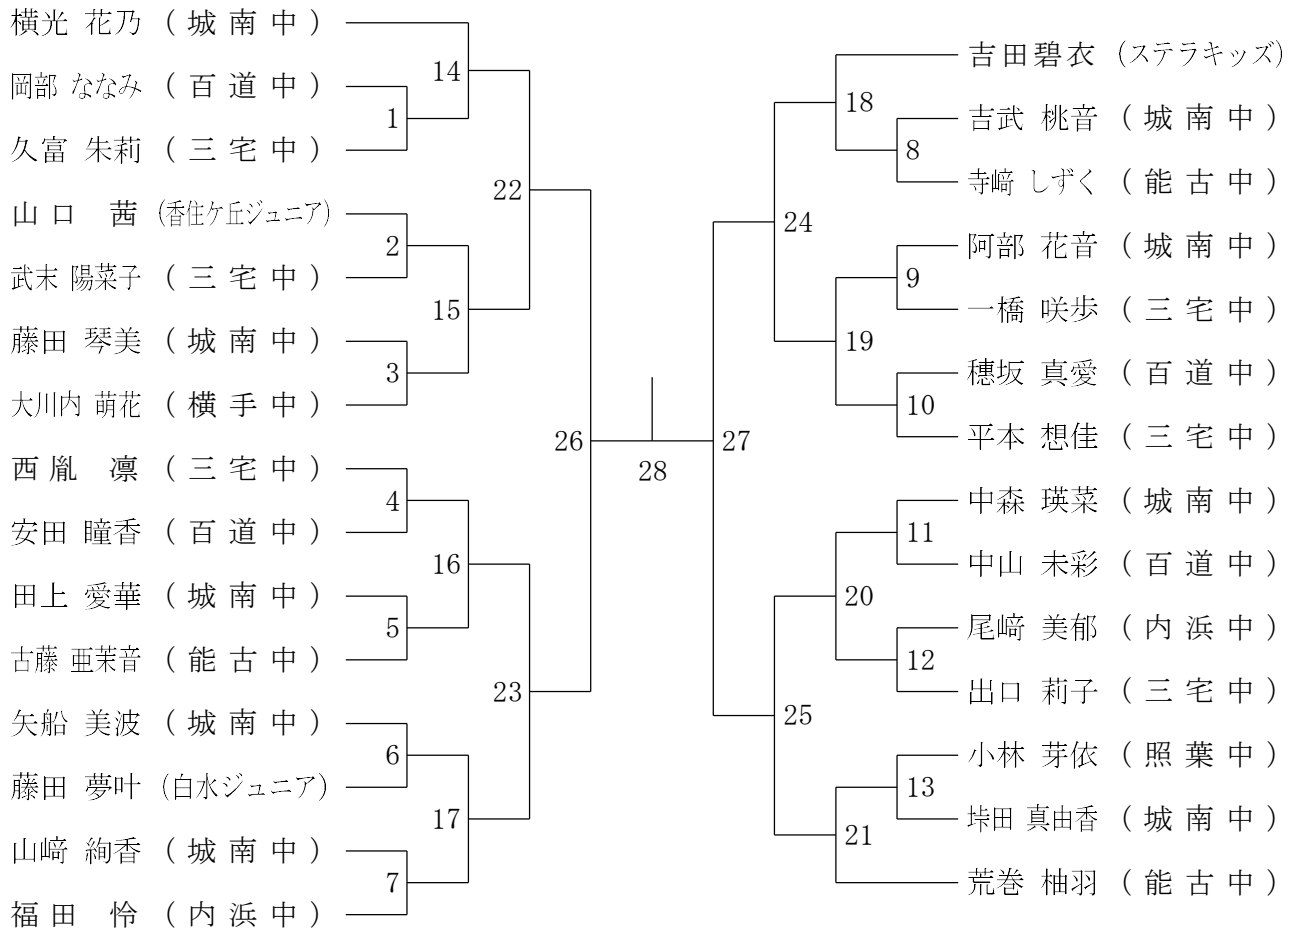 横光 花乃 (城南中)
岡部 ななみ (百道中)
久富 朱莉 (三宅中)
山口 茜 (香住ケ丘ジュニア)
武末 陽菜子 (三宅中)
藤田 琴美 (城南中)
大川内 萌花 (横手中)
西胤 凛 (三宅中)
安田 瞳香 (百道中)
田上 愛華 (城南中)
古藤 亜茉音 (能古中)
矢船 美波 (城南中)
藤田 夢叶 (白水ジュニア)
山﨑 絢香 (城南中)
福田 怜 (内浜中)
1
2
3
4
5
6
7
14
15
16
17
22
23
26
28
27
24
25
18
19
20
21
8
9
10
11
12
13
吉田碧衣 (ステラキッズ)
吉武 桃音 (城南中)
寺﨑 しずく (能古中)
阿部 花音 (城南中)
一橋 咲歩 (三宅中)
穗坂 真愛 (百道中)
平本 想佳 (三宅中)
中森 瑛菜 (城南中)
中山 未彩 (百道中)
尾﨑 美郁 (内浜中)
出口 莉子 (三宅中)
小林 芽依 (照葉中)
垰田 真由香 (城南中)
荒巻 柚羽 (能古中)